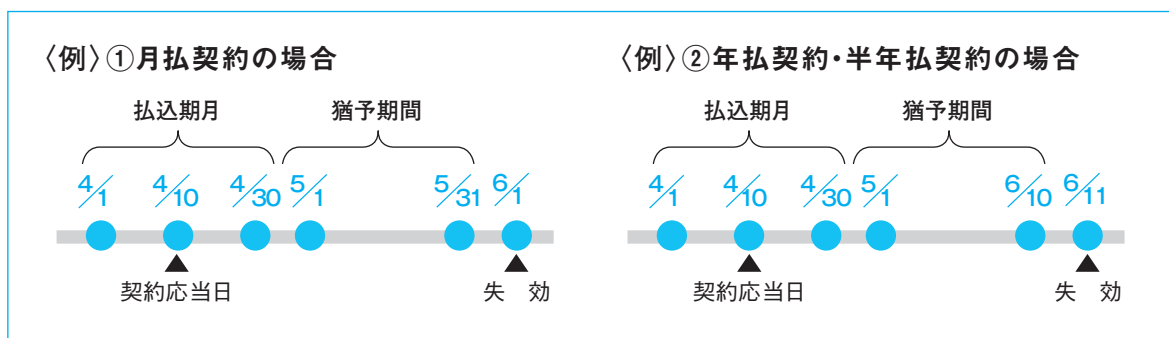 〈例〉①月払契約の場合
払込期月 猶予期間
4/1 4/10 4/30 5/1 5/31 6/1
契約応当日 失 効
〈例〉②年払契約・半年払契約の場合
払込期月 猶予期間
4/1 4/10 4/30 5/1 6/10 6/11
契約応当日 失 効